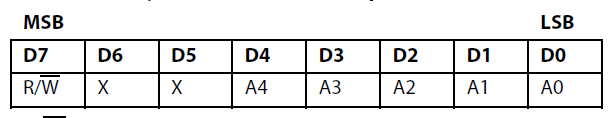 MSB LSB
D7 D6 D5 D4 D3 D2 D1 D0
R/W̅ X X A4 A3 A2 A1 A0